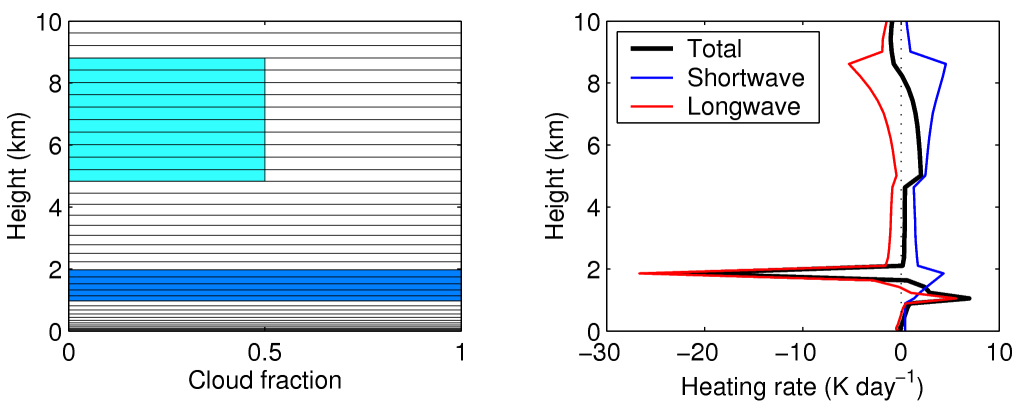 10
8
6
4
2
0
Height (km)
0
0.5
1
Cloud fraction
10
8
6
4
2
0
Height (km)
Total
Shortwave
Longwave
−30
−20
−10
0
10
Heating rate (K day⁻¹)